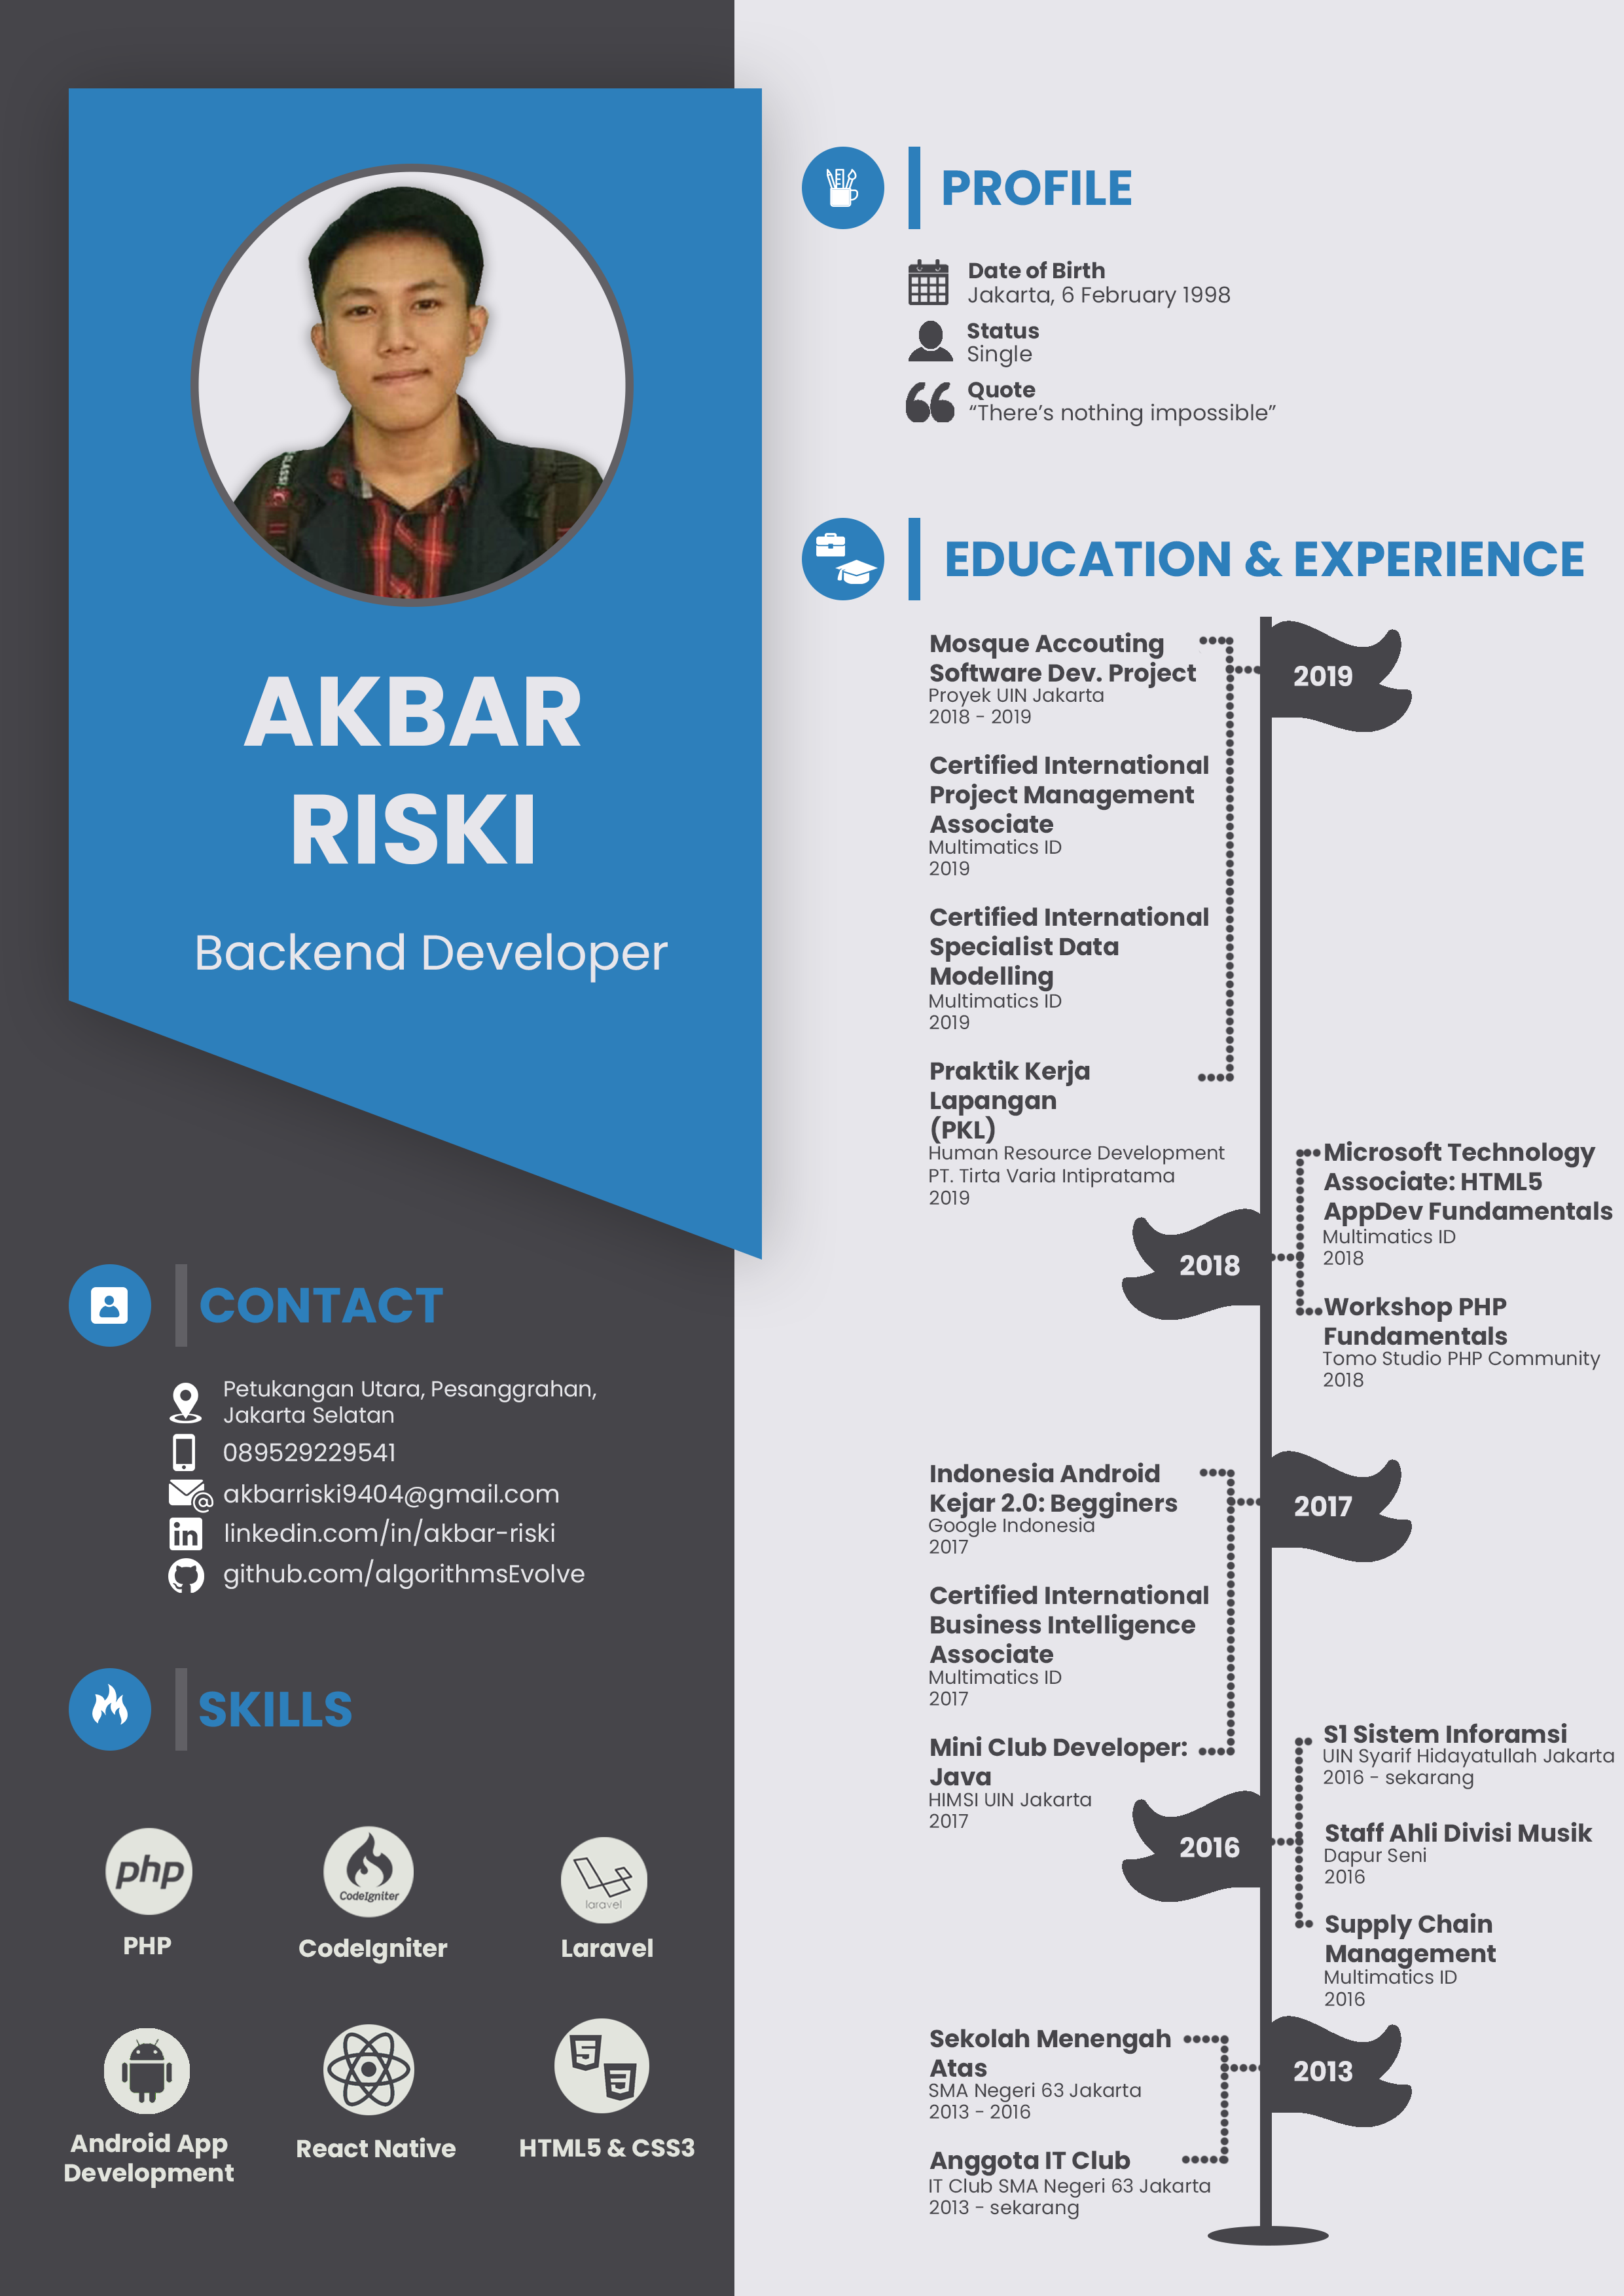 AKBAR
RISKI
Backend Developer
CONTACT
Petukangan Utara, Pesanggrahan,
Jakarta Selatan
089529229541
akbarriski9404@gmail.com
linkedin.com/in/akbar-riski
github.com/algorithmsEvolve
SKILLS
php
PHP
CodeIgniter
CodeIgniter
laravel
Laravel
Android App
Development
React Native
5
3
HTML5 & CSS3
PROFILE
Date of Birth
Jakarta, 6 February 1998
Status
Single
Quote
“There’s nothing impossible”
EDUCATION & EXPERIENCE
2019
Mosque Accouting
Software Dev. Project
Proyek UIN Jakarta
2018 - 2019
Certified International
Project Management
Associate
Multimatics ID
2019
Certified International
Specialist Data
Modelling
Multimatics ID
2019
Praktik Kerja
Lapangan
(PKL)
Human Resource Development
PT. Tirta Varia Intipratama
2019
2018
Microsoft Technology
Associate: HTML5
AppDev Fundamentals
Multimatics ID
2018
Workshop PHP
Fundamentals
Tomo Studio PHP Community
2018
2017
Indonesia Android
Kejar 2.0: Begginers
Google Indonesia
2017
Certified International
Business Intelligence
Associate
Multimatics ID
2017
Mini Club Developer:
Java
HIMSI UIN Jakarta
2017
2016
S1 Sistem Inforamsi
UIN Syarif Hidayatullah Jakarta
2016 - sekarang
Staff Ahli Divisi Musik
Dapur Seni
2016
Supply Chain
Management
Multimatics ID
2016
2013
Sekolah Menengah
Atas
SMA Negeri 63 Jakarta
2013 - 2016
Anggota IT Club
IT Club SMA Negeri 63 Jakarta
2013 - sekarang